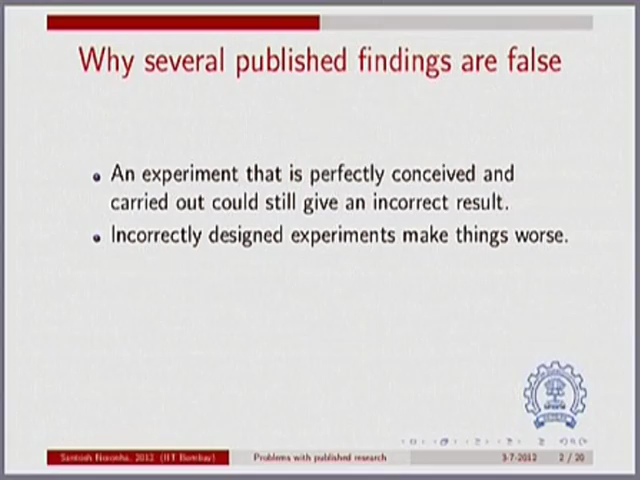 Why several published findings are false
An experiment that is perfectly conceived and
carried out could still give an incorrect result.
Incorrectly designed experiments make things worse.
Santosh Noronha, 2012 (IIT Bombay) Problems with published research 3-7-2012 2 / 20